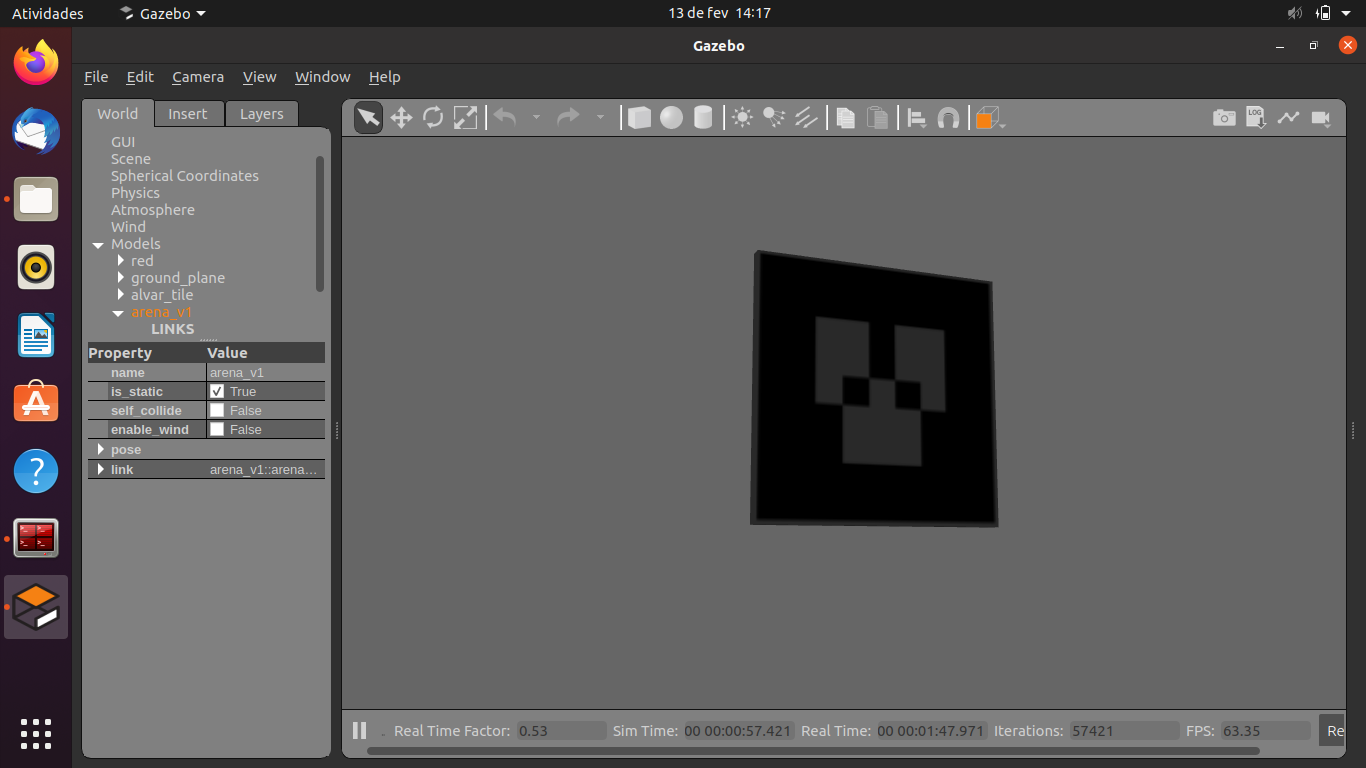 Atividades Gazebo 13 de fev 14:17
Gazebo
File Edit Camera View Window Help
World Insert Layers
LOG
GUI
Scene
Spherical Coordinates
Physics
Atmosphere
Wind
Models
red
ground_plane
alvar_tile
arena_v1
LINKS
Property Value
name arena_v1
is_static True
self_collide False
enable_wind False
pose
link arena_v1::arena...
Real Time Factor: 0.53 Sim Time: 00 00:00:57.421 Real Time: 00 00:01:47.971 Iterations: 57421 FPS: 63.35 Re